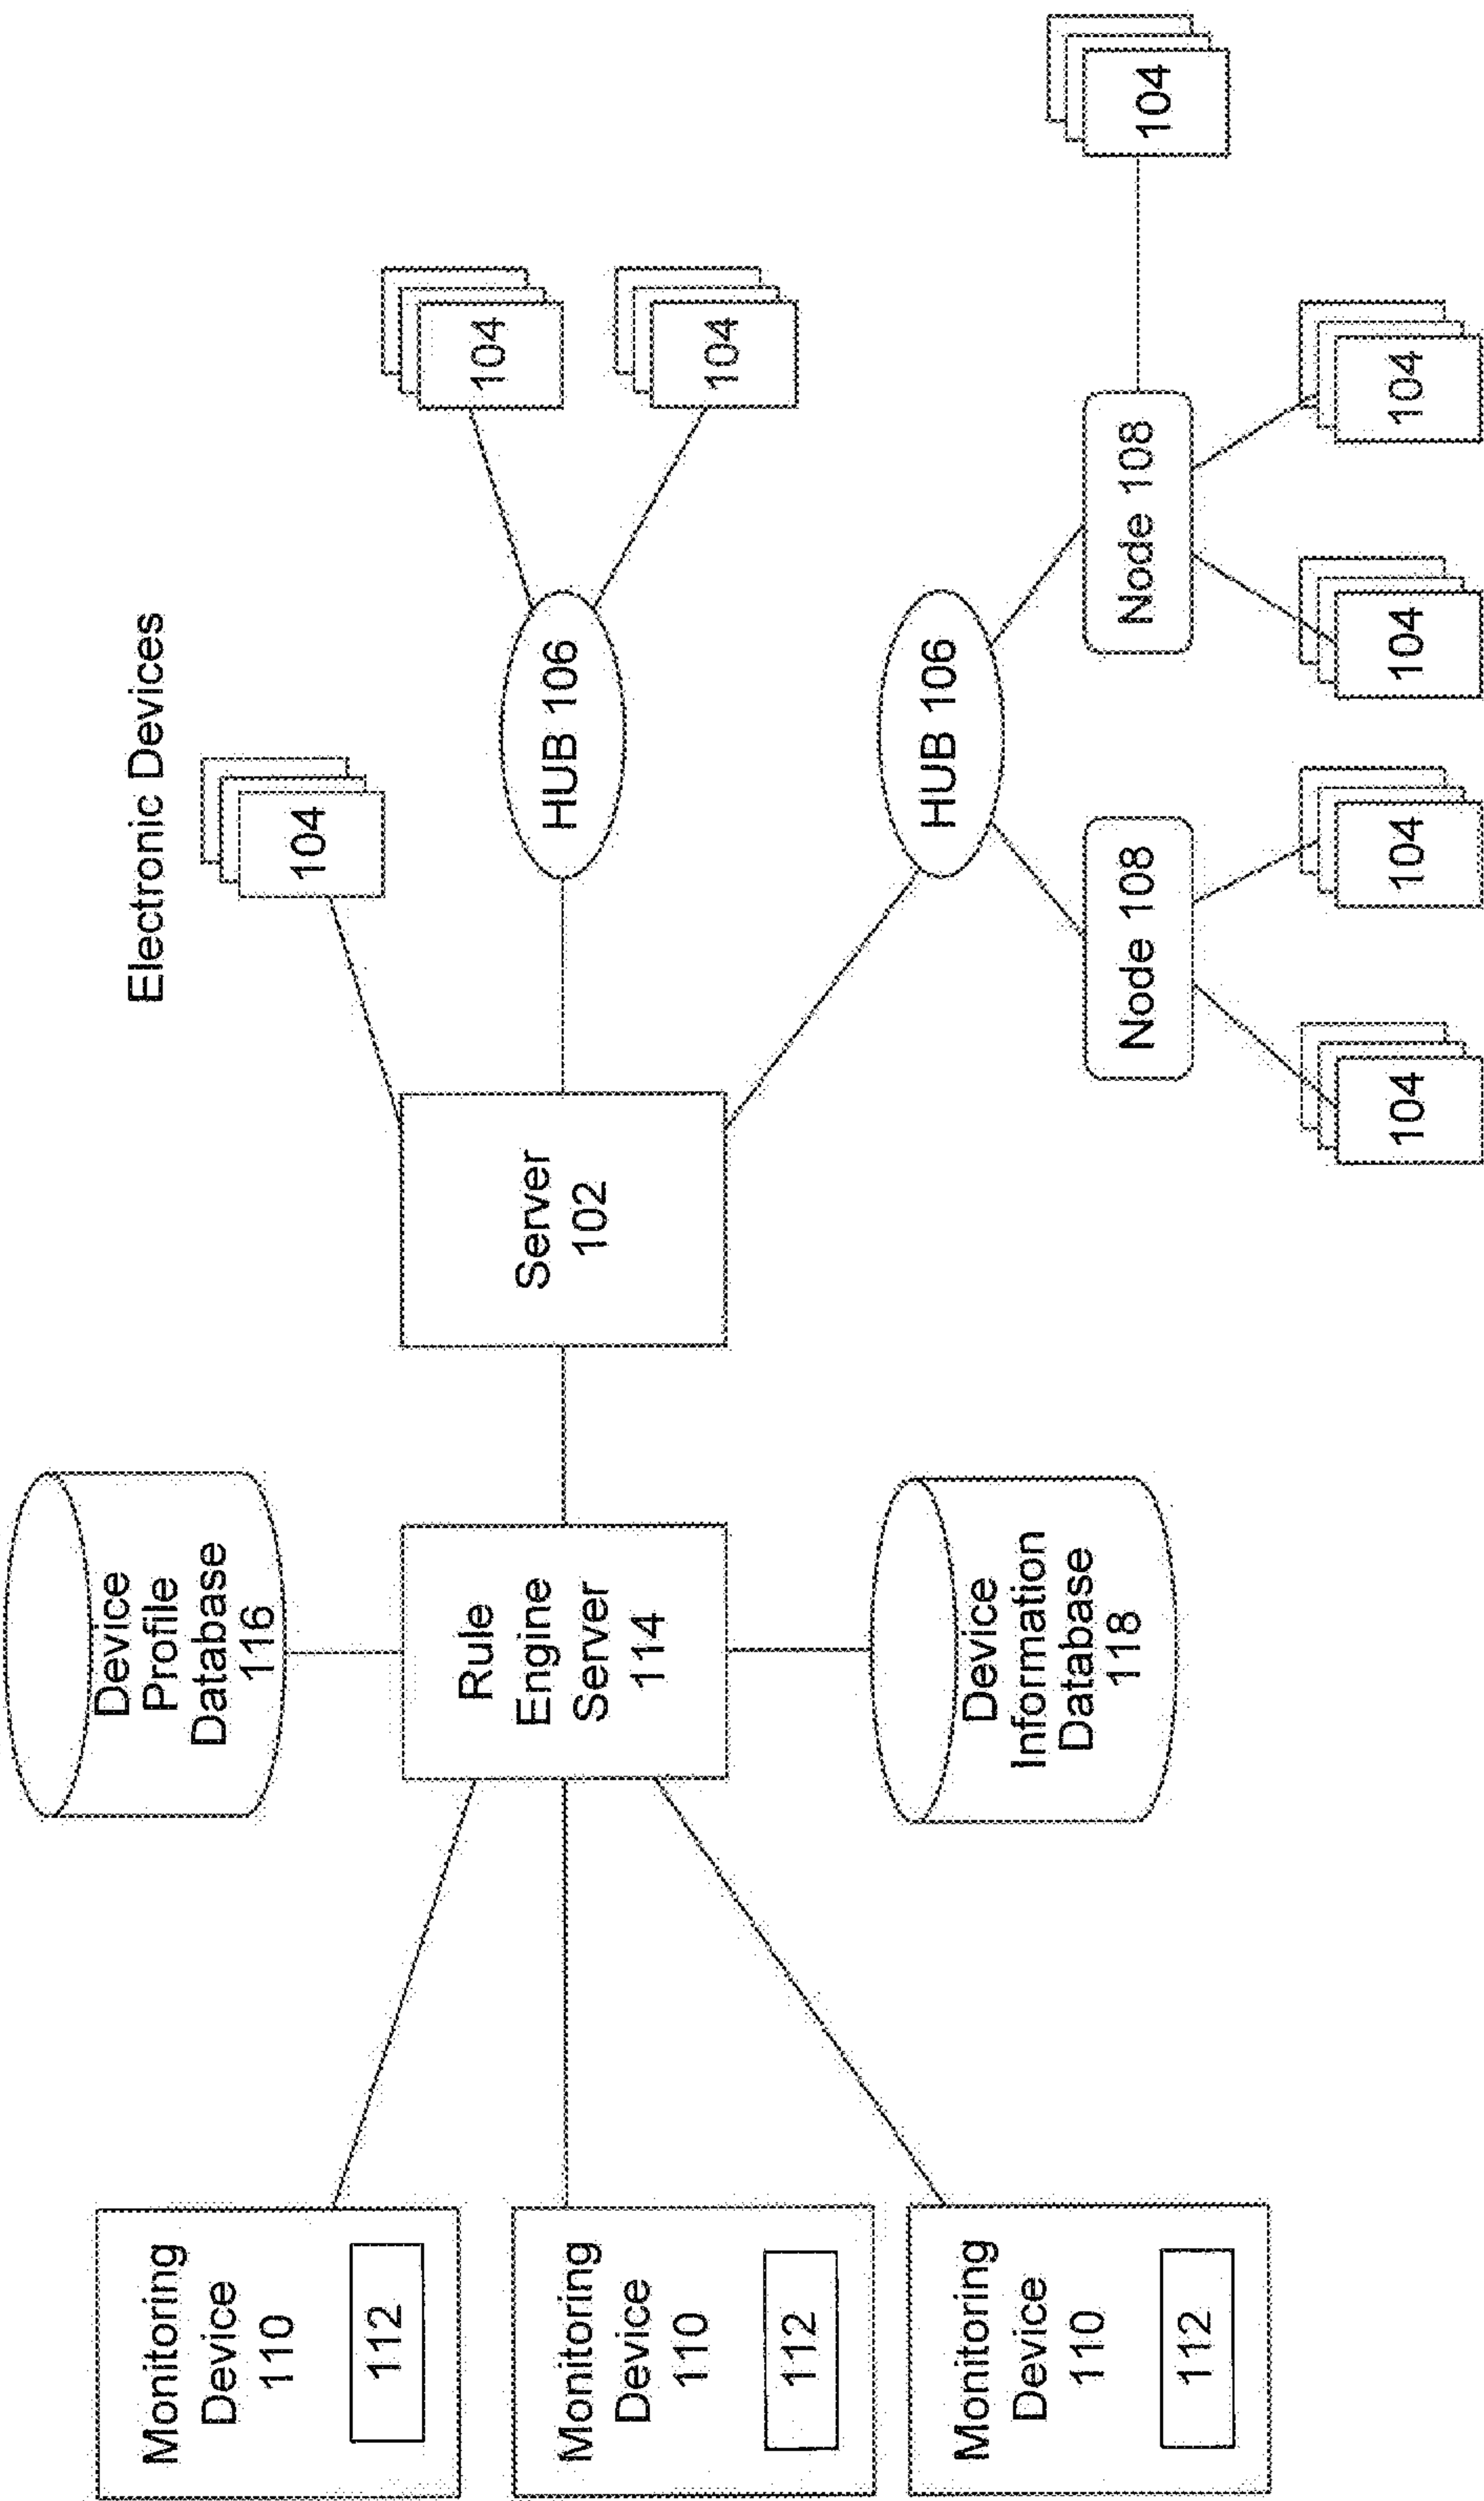 Monitoring
Device
110
112
Monitoring
Device
110
112
Monitoring
Device
110
112
Device
Profile
Database
116
Rule
Engine
Server
114
Device
Information
Database
118
Server
102
Electronic Devices
104
HUB 106
104
104
HUB 106
Node 108
104
104
Node 108
104
104
104